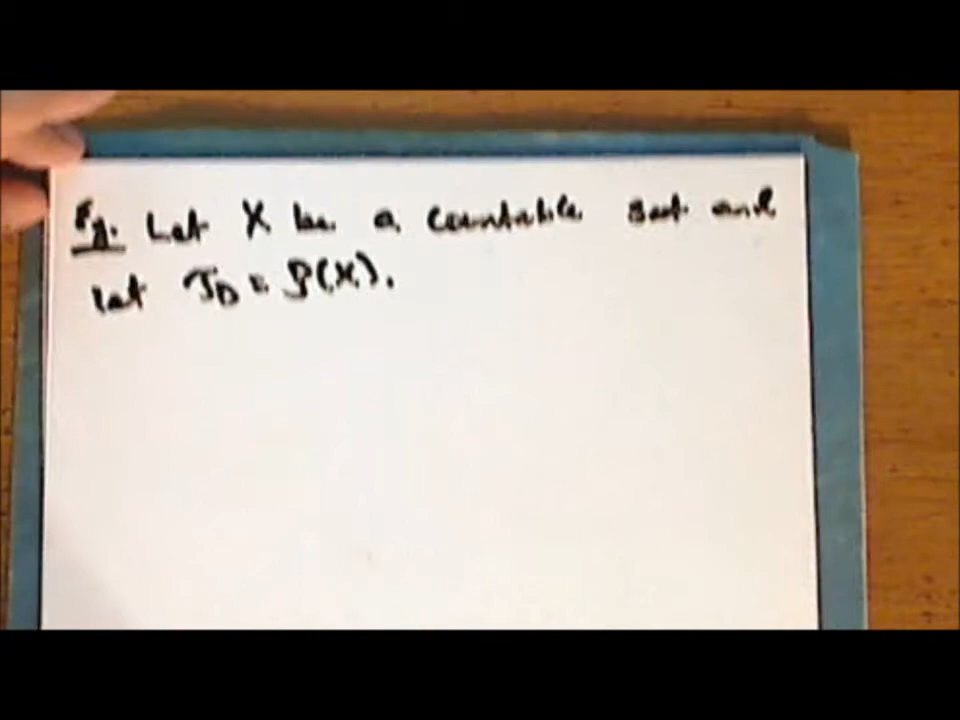 Eg. Let X be a countable set and
let 𝒯_D = 𝒫(X).